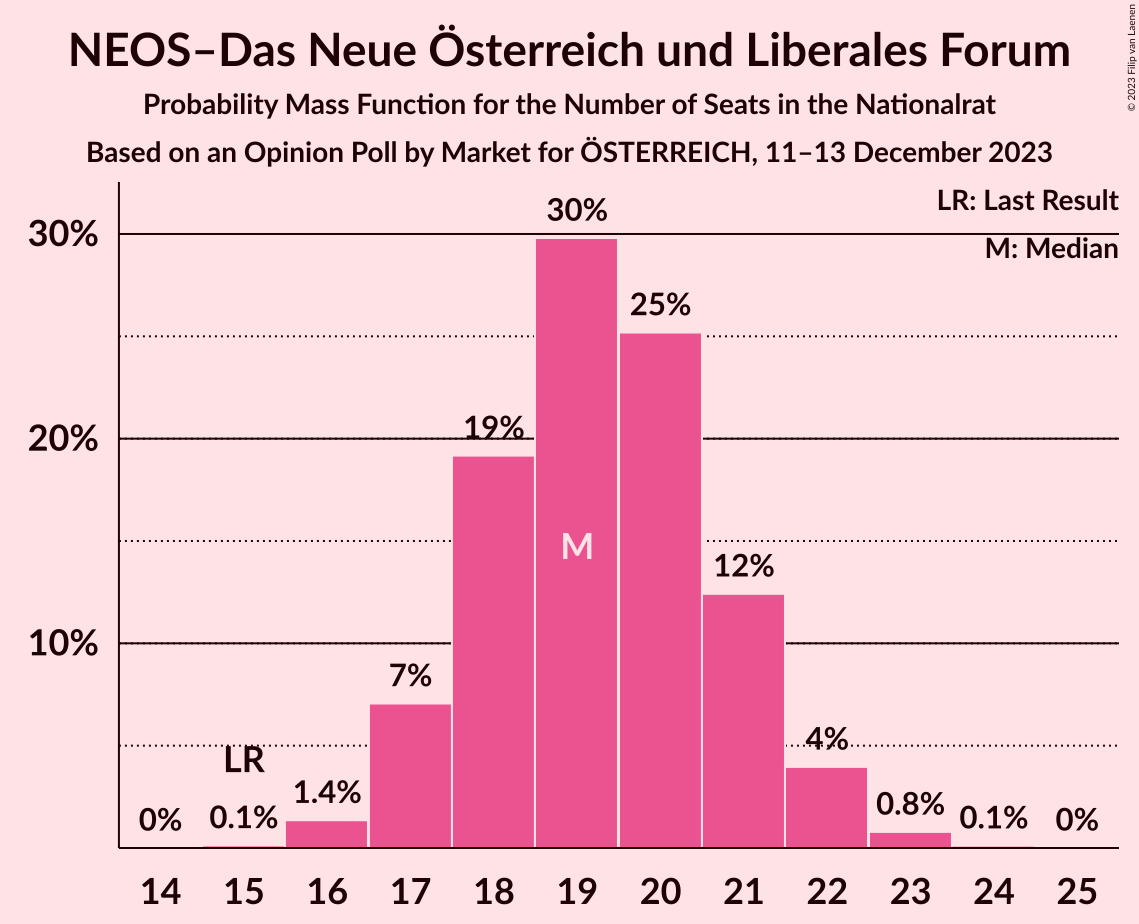 NEOS–Das Neue Österreich und Liberales Forum
Probability Mass Function for the Number of Seats in the Nationalrat
Based on an Opinion Poll by Market for ÖSTERREICH, 11–13 December 2023
© 2023 Filip van Laenen
LR: Last Result
M: Median
30%
20%
10%
0%
0.1%
LR
1.4%
7%
19%
30%
M
25%
12%
4%
0.8%
0.1%
0%
14 15 16 17 18 19 20 21 22 23 24 25